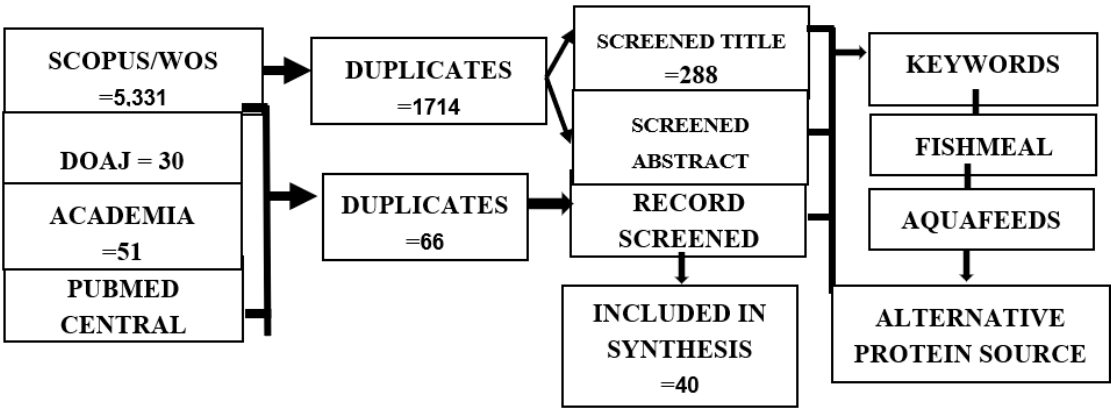 SCOPUS/WOS
=5,331
DOAJ = 30
ACADEMIA
=51
PUBMED
CENTRAL
DUPLICATES
=1714
DUPLICATES
=66
SCREENED TITLE
=288
SCREENED
ABSTRACT
RECORD
SCREENED
INCLUDED IN
SYNTHESIS
=40
KEYWORDS
FISHMEAL
AQUAFEEDS
ALTERNATIVE
PROTEIN SOURCE